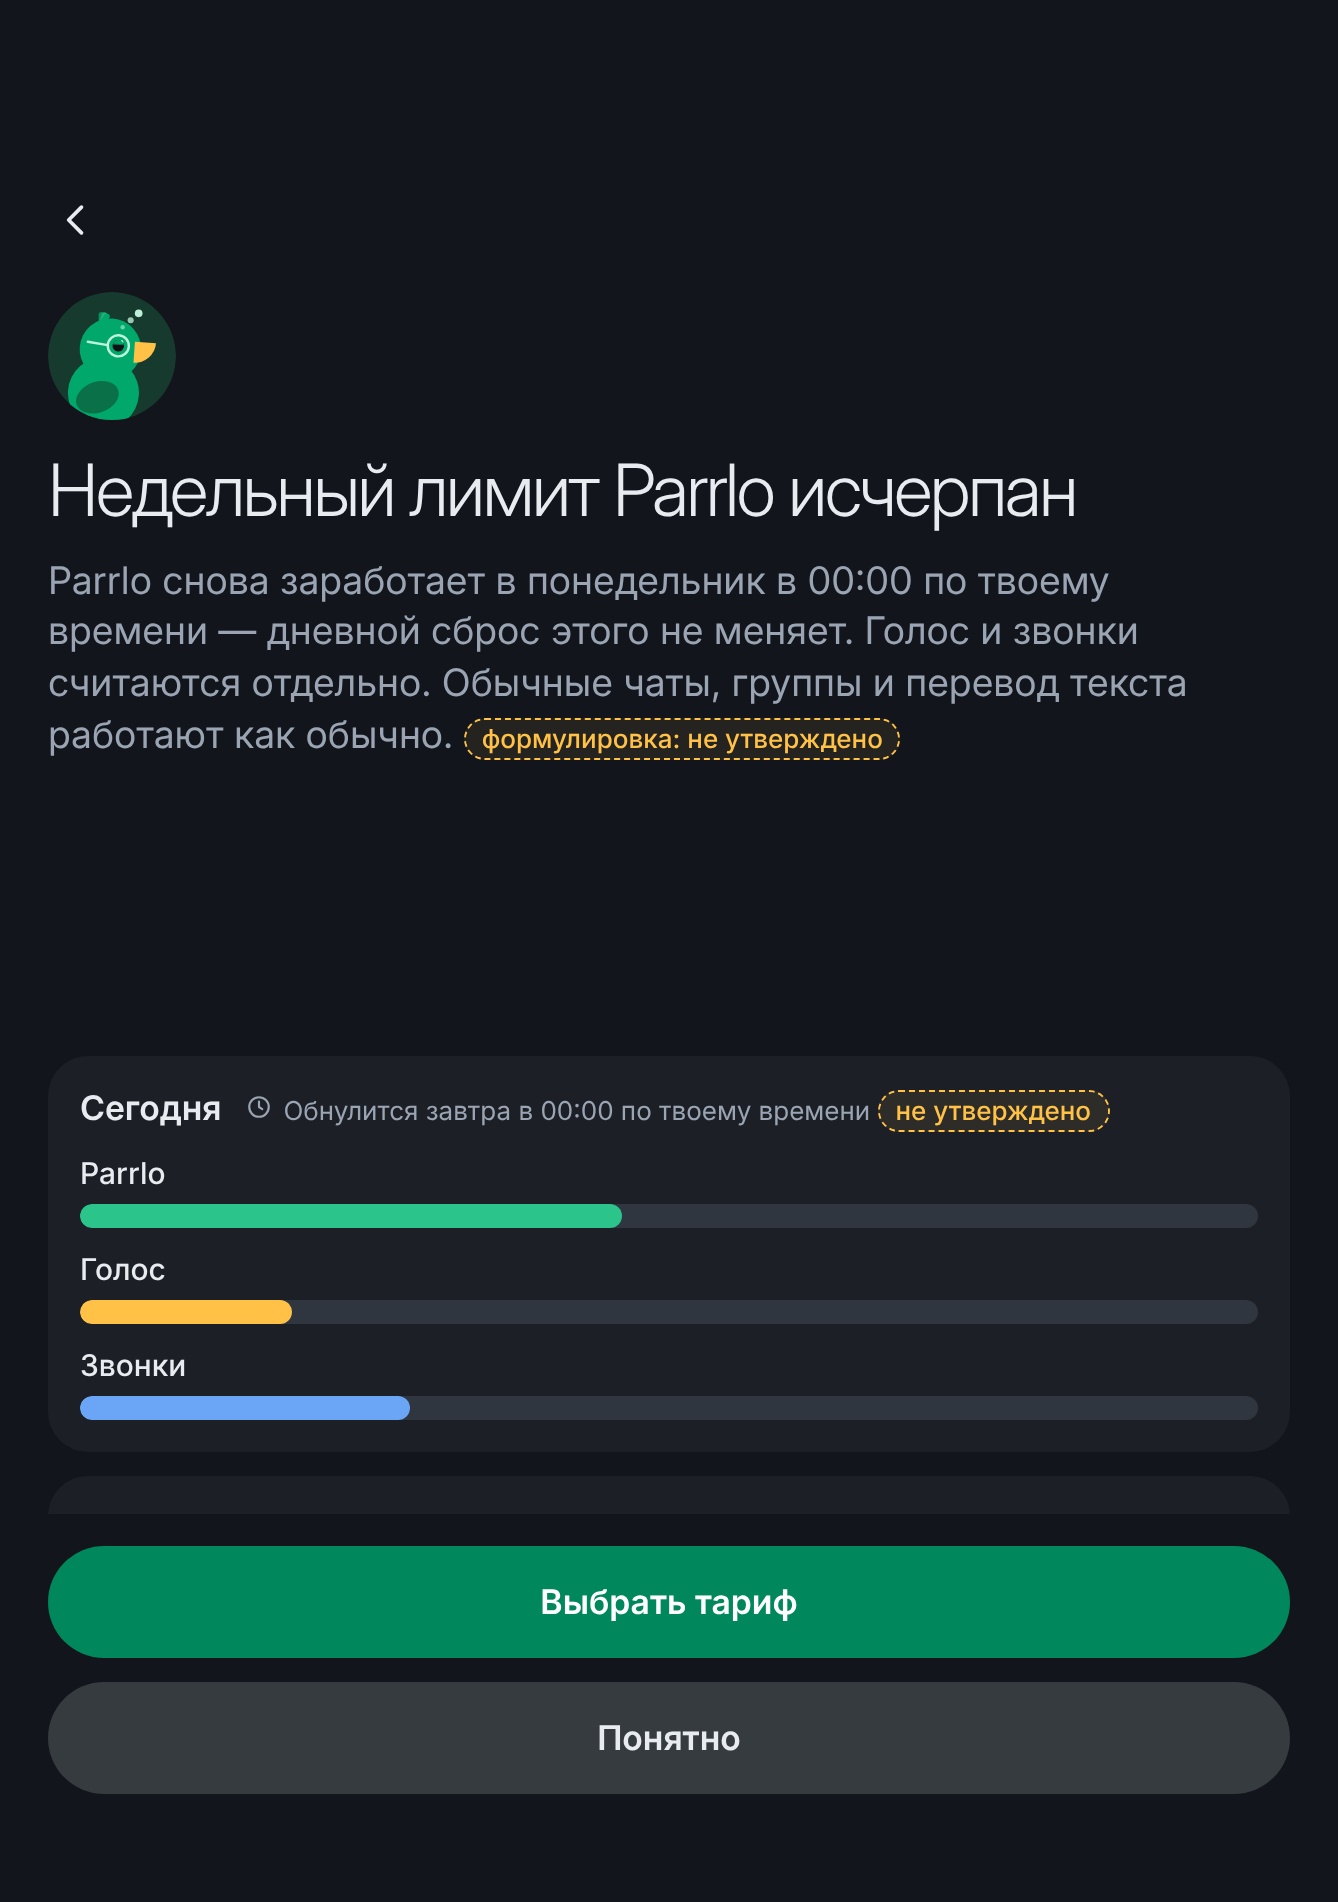 Недельный лимит Parrlo исчерпан
Parrlo снова заработает в понедельник в 00:00 по твоему
времени — дневной сброс этого не меняет. Голос и звонки
считаются отдельно. Обычные чаты, группы и перевод текста
работают как обычно. формулировка: не утверждено
Сегодня Обнулится завтра в 00:00 по твоему времени не утверждено
Parrlo
Голос
Звонки
Выбрать тариф
Понятно